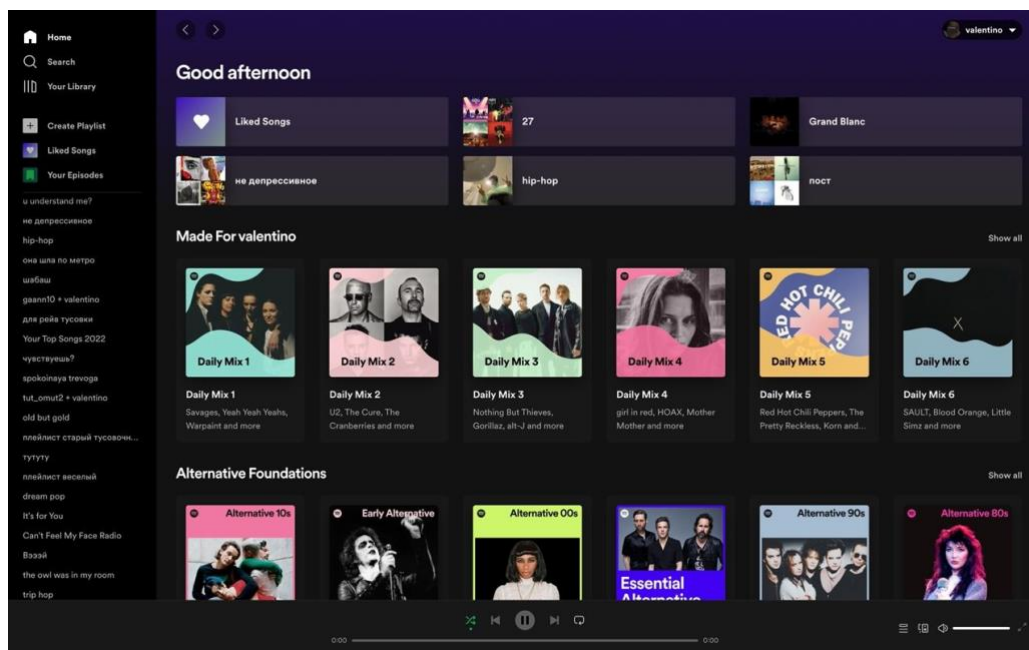 Home
Search
Your Library
Create Playlist
Liked Songs
Your Episodes
u understand me?
не депрессивное
hip-hop
она шла по метро
шабаш
gaann10 + valentino
для рейв тусовки
Your Top Songs 2022
чувствуешь?
spokoinaya trevoga
tut_omut2 + valentino
old but gold
плейлист старый тусовочн...
тутуту
плейлист веселый
dream pop
It's for You
Can't Feel My Face Radio
Вэээй
the owl was in my room
trip hop
valentino
Good afternoon
Liked Songs
27
Grand Blanc
не депрессивное
hip-hop
пост
Made For valentino
Show all
Daily Mix 1
Daily Mix 2
Daily Mix 3
Daily Mix 4
RED HOT CHILI PEPPERS
Daily Mix 5
X
Daily Mix 6
Daily Mix 1
Savages, Yeah Yeah Yeahs,
Warpaint and more
Daily Mix 2
U2, The Cure, The
Cranberries and more
Daily Mix 3
Nothing But Thieves,
Gorillaz, alt-J and more
Daily Mix 4
girl in red, HOAX, Mother
Mother and more
Daily Mix 5
Red Hot Chili Peppers, The
Pretty Reckless, Korn and...
Daily Mix 6
SAULT, Blood Orange, Little
Simz and more
Alternative Foundations
Show all
Alternative 10s
Early Alternative
Alternative 00s
Essential
Alternative
Alternative 90s
Alternative 80s
0:00
0:00